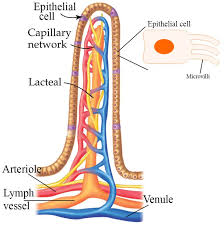 Epithelial
cell
Capillary
network
Lacteal
Arteriole
Lymph
vessel
Venule
Epithelial cell
Microvilli